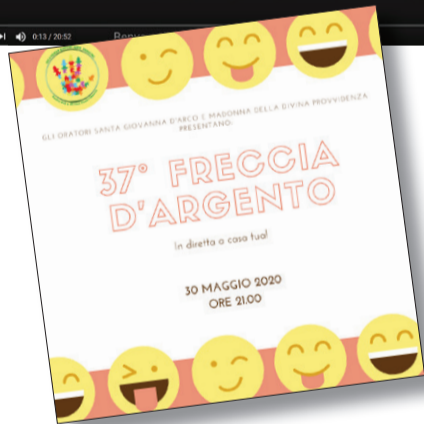 0:13 / 20:52
GLI ORATORI SANTA GIOVANNA D'ARCO E MADONNA DELLA DIVINA PROVVIDENZA
PRESENTANO:
37° FRECCIA
D'ARGENTO
In diretta a casa tua!
30 MAGGIO 2020
ORE 21.00